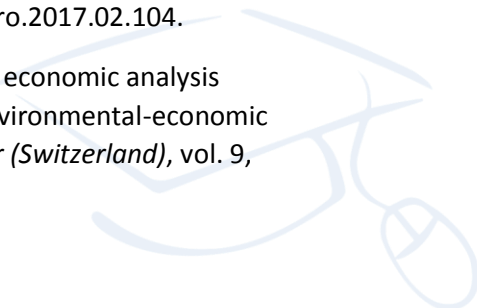 ro.2017.02.104.
economic analysis
vironmental-economic
r (Switzerland), vol. 9,